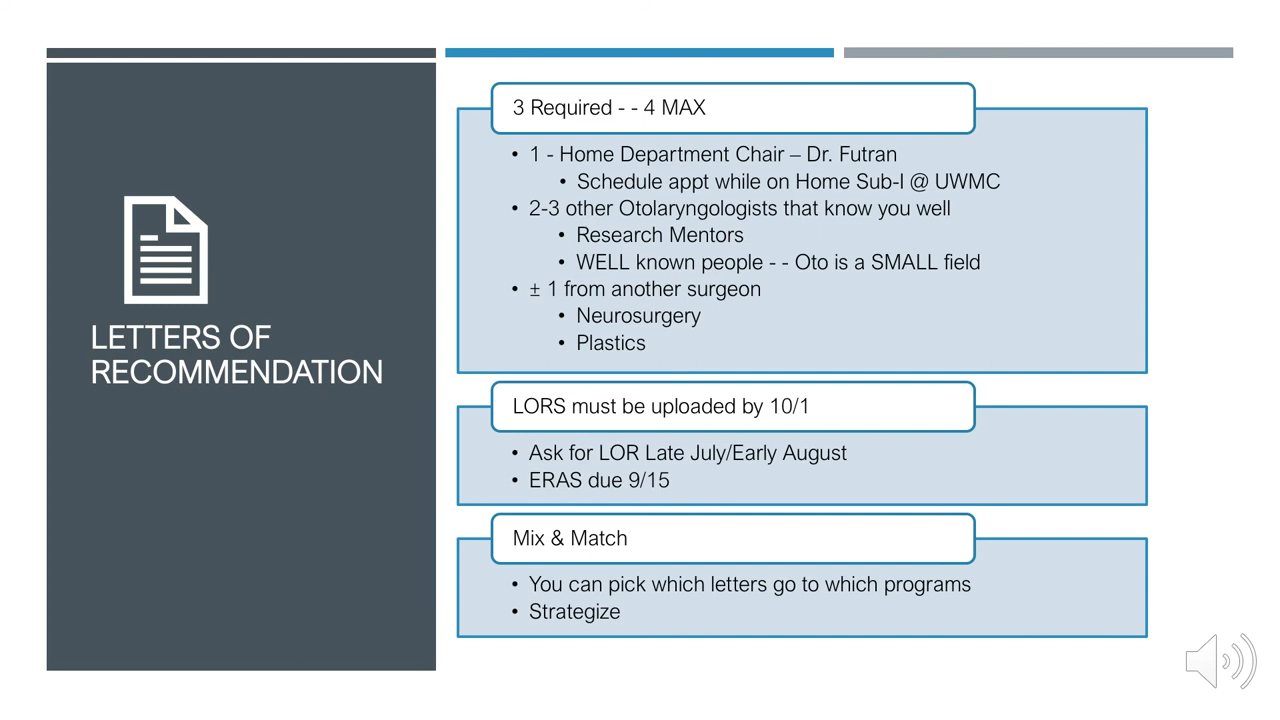 LETTERS OF
RECOMMENDATION
3 Required - - 4 MAX
• 1 - Home Department Chair – Dr. Futran
• Schedule appt while on Home Sub-I @ UWMC
• 2-3 other Otolaryngologists that know you well
• Research Mentors
• WELL known people - - Oto is a SMALL field
• ± 1 from another surgeon
• Neurosurgery
• Plastics
LORS must be uploaded by 10/1
• Ask for LOR Late July/Early August
• ERAS due 9/15
Mix & Match
• You can pick which letters go to which programs
• Strategize